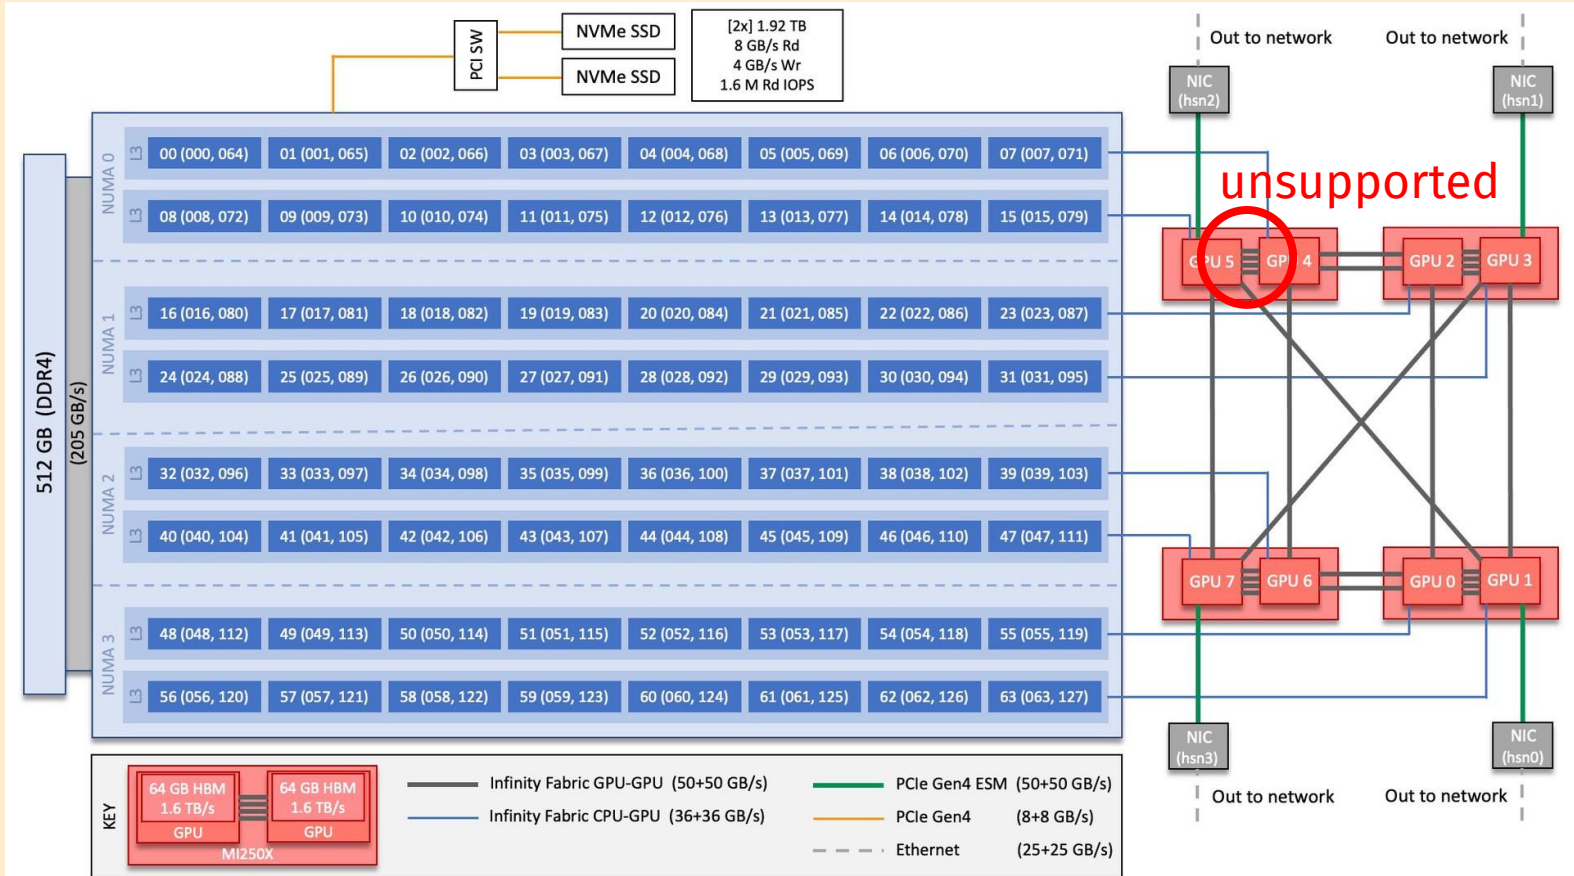 NVMe SSD
NVMe SSD
PCI SW
[2x] 1.92 TB
8 GB/s Rd
4 GB/s Wr
1.6 M Rd IOPS
Out to network
Out to network
NIC
(hsn2)
NIC
(hsn1)
unsupported
512 GB (DDR4)
(205 GB/s)
NUMA 0
L3 00 (000, 064) 01 (001, 065) 02 (002, 066) 03 (003, 067) 04 (004, 068) 05 (005, 069) 06 (006, 070) 07 (007, 071)
L3 08 (008, 072) 09 (009, 073) 10 (010, 074) 11 (011, 075) 12 (012, 076) 13 (013, 077) 14 (014, 078) 15 (015, 079)
NUMA 1
L3 16 (016, 080) 17 (017, 081) 18 (018, 082) 19 (019, 083) 20 (020, 084) 21 (021, 085) 22 (022, 086) 23 (023, 087)
L3 24 (024, 088) 25 (025, 089) 26 (026, 090) 27 (027, 091) 28 (028, 092) 29 (029, 093) 30 (030, 094) 31 (031, 095)
NUMA 2
L3 32 (032, 096) 33 (033, 097) 34 (034, 098) 35 (035, 099) 36 (036, 100) 37 (037, 101) 38 (038, 102) 39 (039, 103)
L3 40 (040, 104) 41 (041, 105) 42 (042, 106) 43 (043, 107) 44 (044, 108) 45 (045, 109) 46 (046, 110) 47 (047, 111)
NUMA 3
L3 48 (048, 112) 49 (049, 113) 50 (050, 114) 51 (051, 115) 52 (052, 116) 53 (053, 117) 54 (054, 118) 55 (055, 119)
L3 56 (056, 120) 57 (057, 121) 58 (058, 122) 59 (059, 123) 60 (060, 124) 61 (061, 125) 62 (062, 126) 63 (063, 127)
GPU 5 GPU 4 GPU 2 GPU 3
GPU 7 GPU 6 GPU 0 GPU 1
NIC
(hsn3)
NIC
(hsn0)
Out to network
Out to network
KEY
64 GB HBM
1.6 TB/s
GPU
64 GB HBM
1.6 TB/s
GPU
MI250X
Infinity Fabric GPU-GPU (50+50 GB/s)
Infinity Fabric CPU-GPU (36+36 GB/s)
PCIe Gen4 ESM (50+50 GB/s)
PCIe Gen4 (8+8 GB/s)
Ethernet (25+25 GB/s)